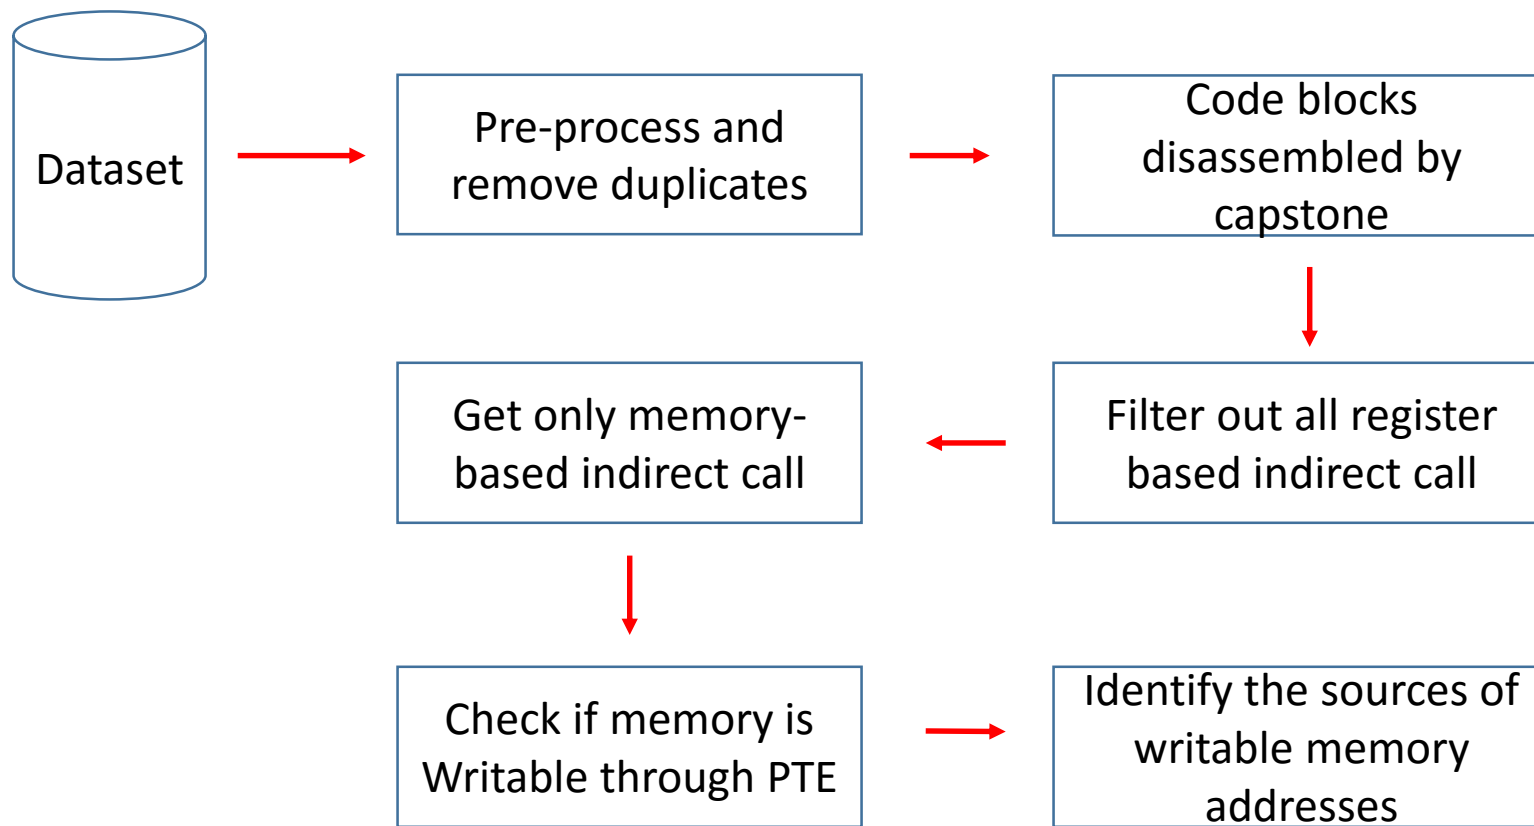 Dataset
Pre-process and
remove duplicates
Code blocks
disassembled by
capstone
Filter out all register
based indirect call
Get only memory-
based indirect call
Check if memory is
Writable through PTE
Identify the sources of
writable memory
addresses